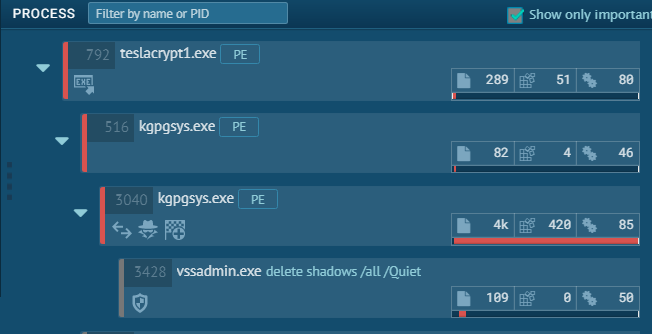 PROCESS Filter by name or PID Show only important
792 teslacrypt1.exe PE
EXE 289 51 80
516 kgpgsys.exe PE
82 4 46
3040 kgpgsys.exe PE
4k 420 85
3428 vssadmin.exe delete shadows /all /Quiet
109 0 50